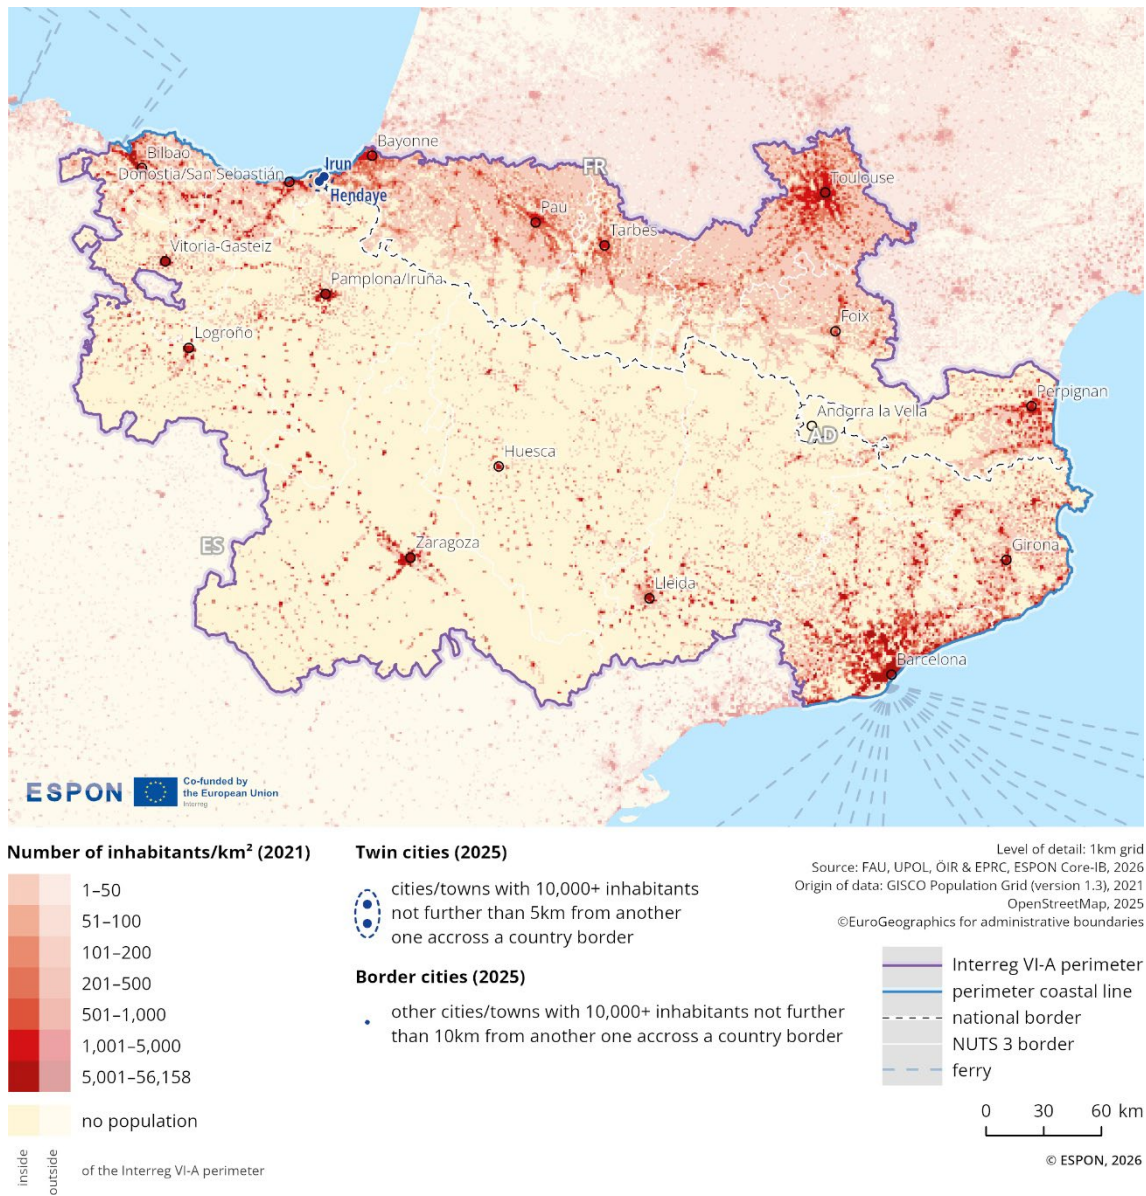 Bayonne
Bilbao
Irun
FR
Donostia/San Sebastián
Toulouse
Hendaye
Pau
Tarbes
Vitoria-Gasteiz
Pamplona/Iruña
Foix
Logroño
Perpignan
Andorra la Vella
AD
Huesca
ES
Zaragoza
Girona
Lleida
Barcelona
ESPON
Co-funded by
the European Union
Interreg
Number of inhabitants/km² (2021)
1–50
51–100
101–200
201–500
501–1,000
1,001–5,000
5,001–56,158
no population
inside
outside
of the Interreg VI-A perimeter
Twin cities (2025)
cities/towns with 10,000+ inhabitants
not further than 5km from another
one accross a country border
Border cities (2025)
other cities/towns with 10,000+ inhabitants not further
than 10km from another one accross a country border
Level of detail: 1km grid
Source: FAU, UPOL, ÖIR & EPRC, ESPON Core-IB, 2026
Origin of data: GISCO Population Grid (version 1.3), 2021
OpenStreetMap, 2025
©EuroGeographics for administrative boundaries
Interreg VI-A perimeter
perimeter coastal line
national border
NUTS 3 border
ferry
0 30 60 km
© ESPON, 2026